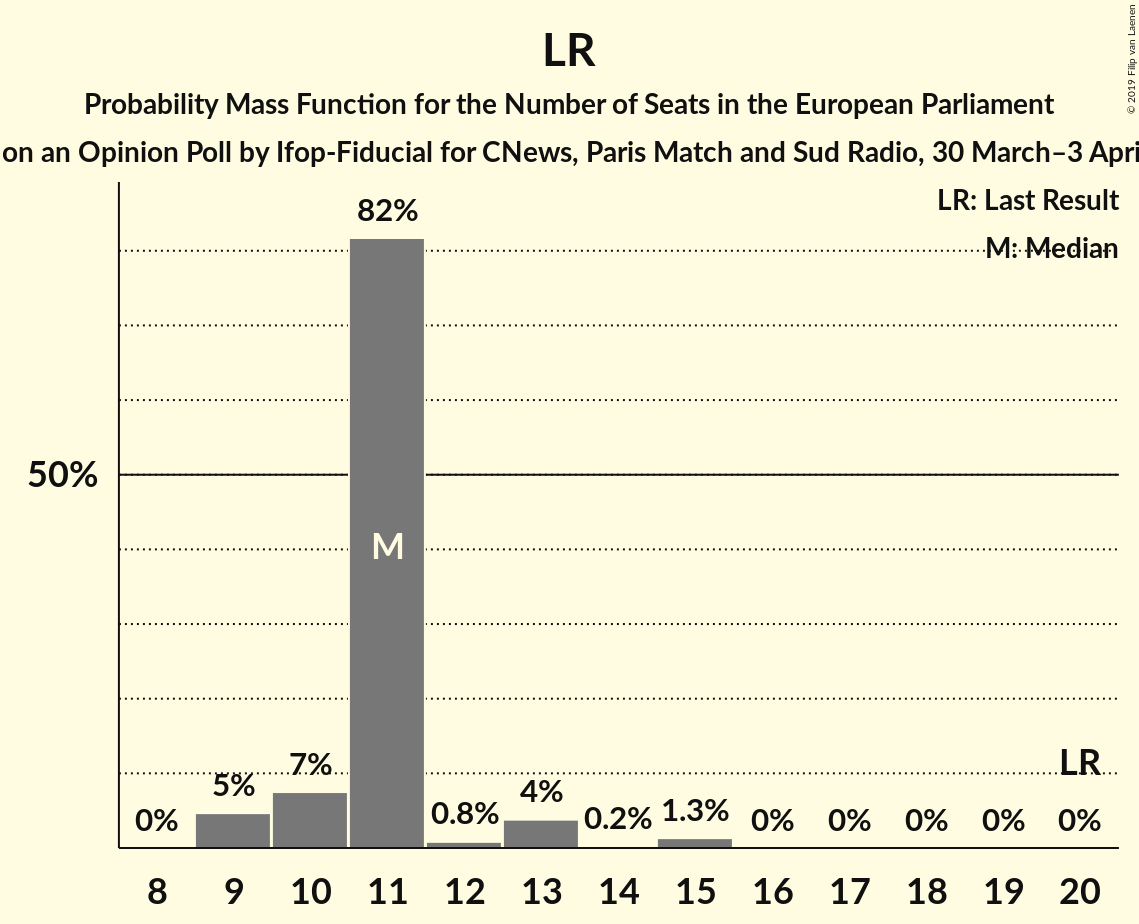 LR
Probability Mass Function for the Number of Seats in the European Parliament
on an Opinion Poll by Ifop-Fiducial for CNews, Paris Match and Sud Radio, 30 March–3 Apri
© 2019 Filip van Laenen
LR: Last Result
M: Median
82%
50%
M
5%
7%
0%
0.8%
4%
0.2%
1.3%
0%
0%
0%
0%
LR
0%
8 9 10 11 12 13 14 15 16 17 18 19 20